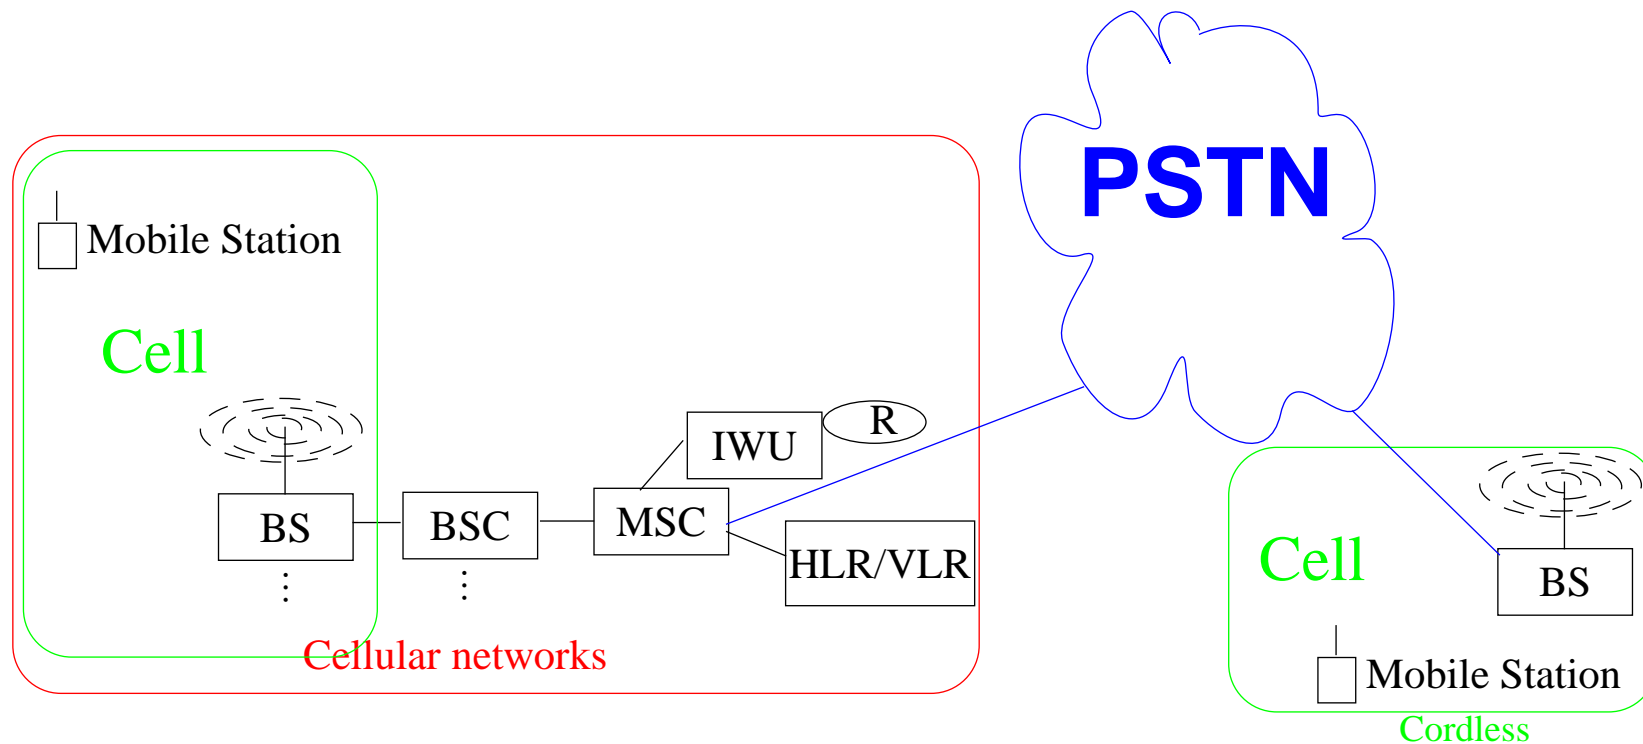 PSTN
Mobile Station
Cell
R
IWU
BS
BSC
MSC
HLR/VLR
Cellular networks
Cell
BS
Mobile Station
Cordless